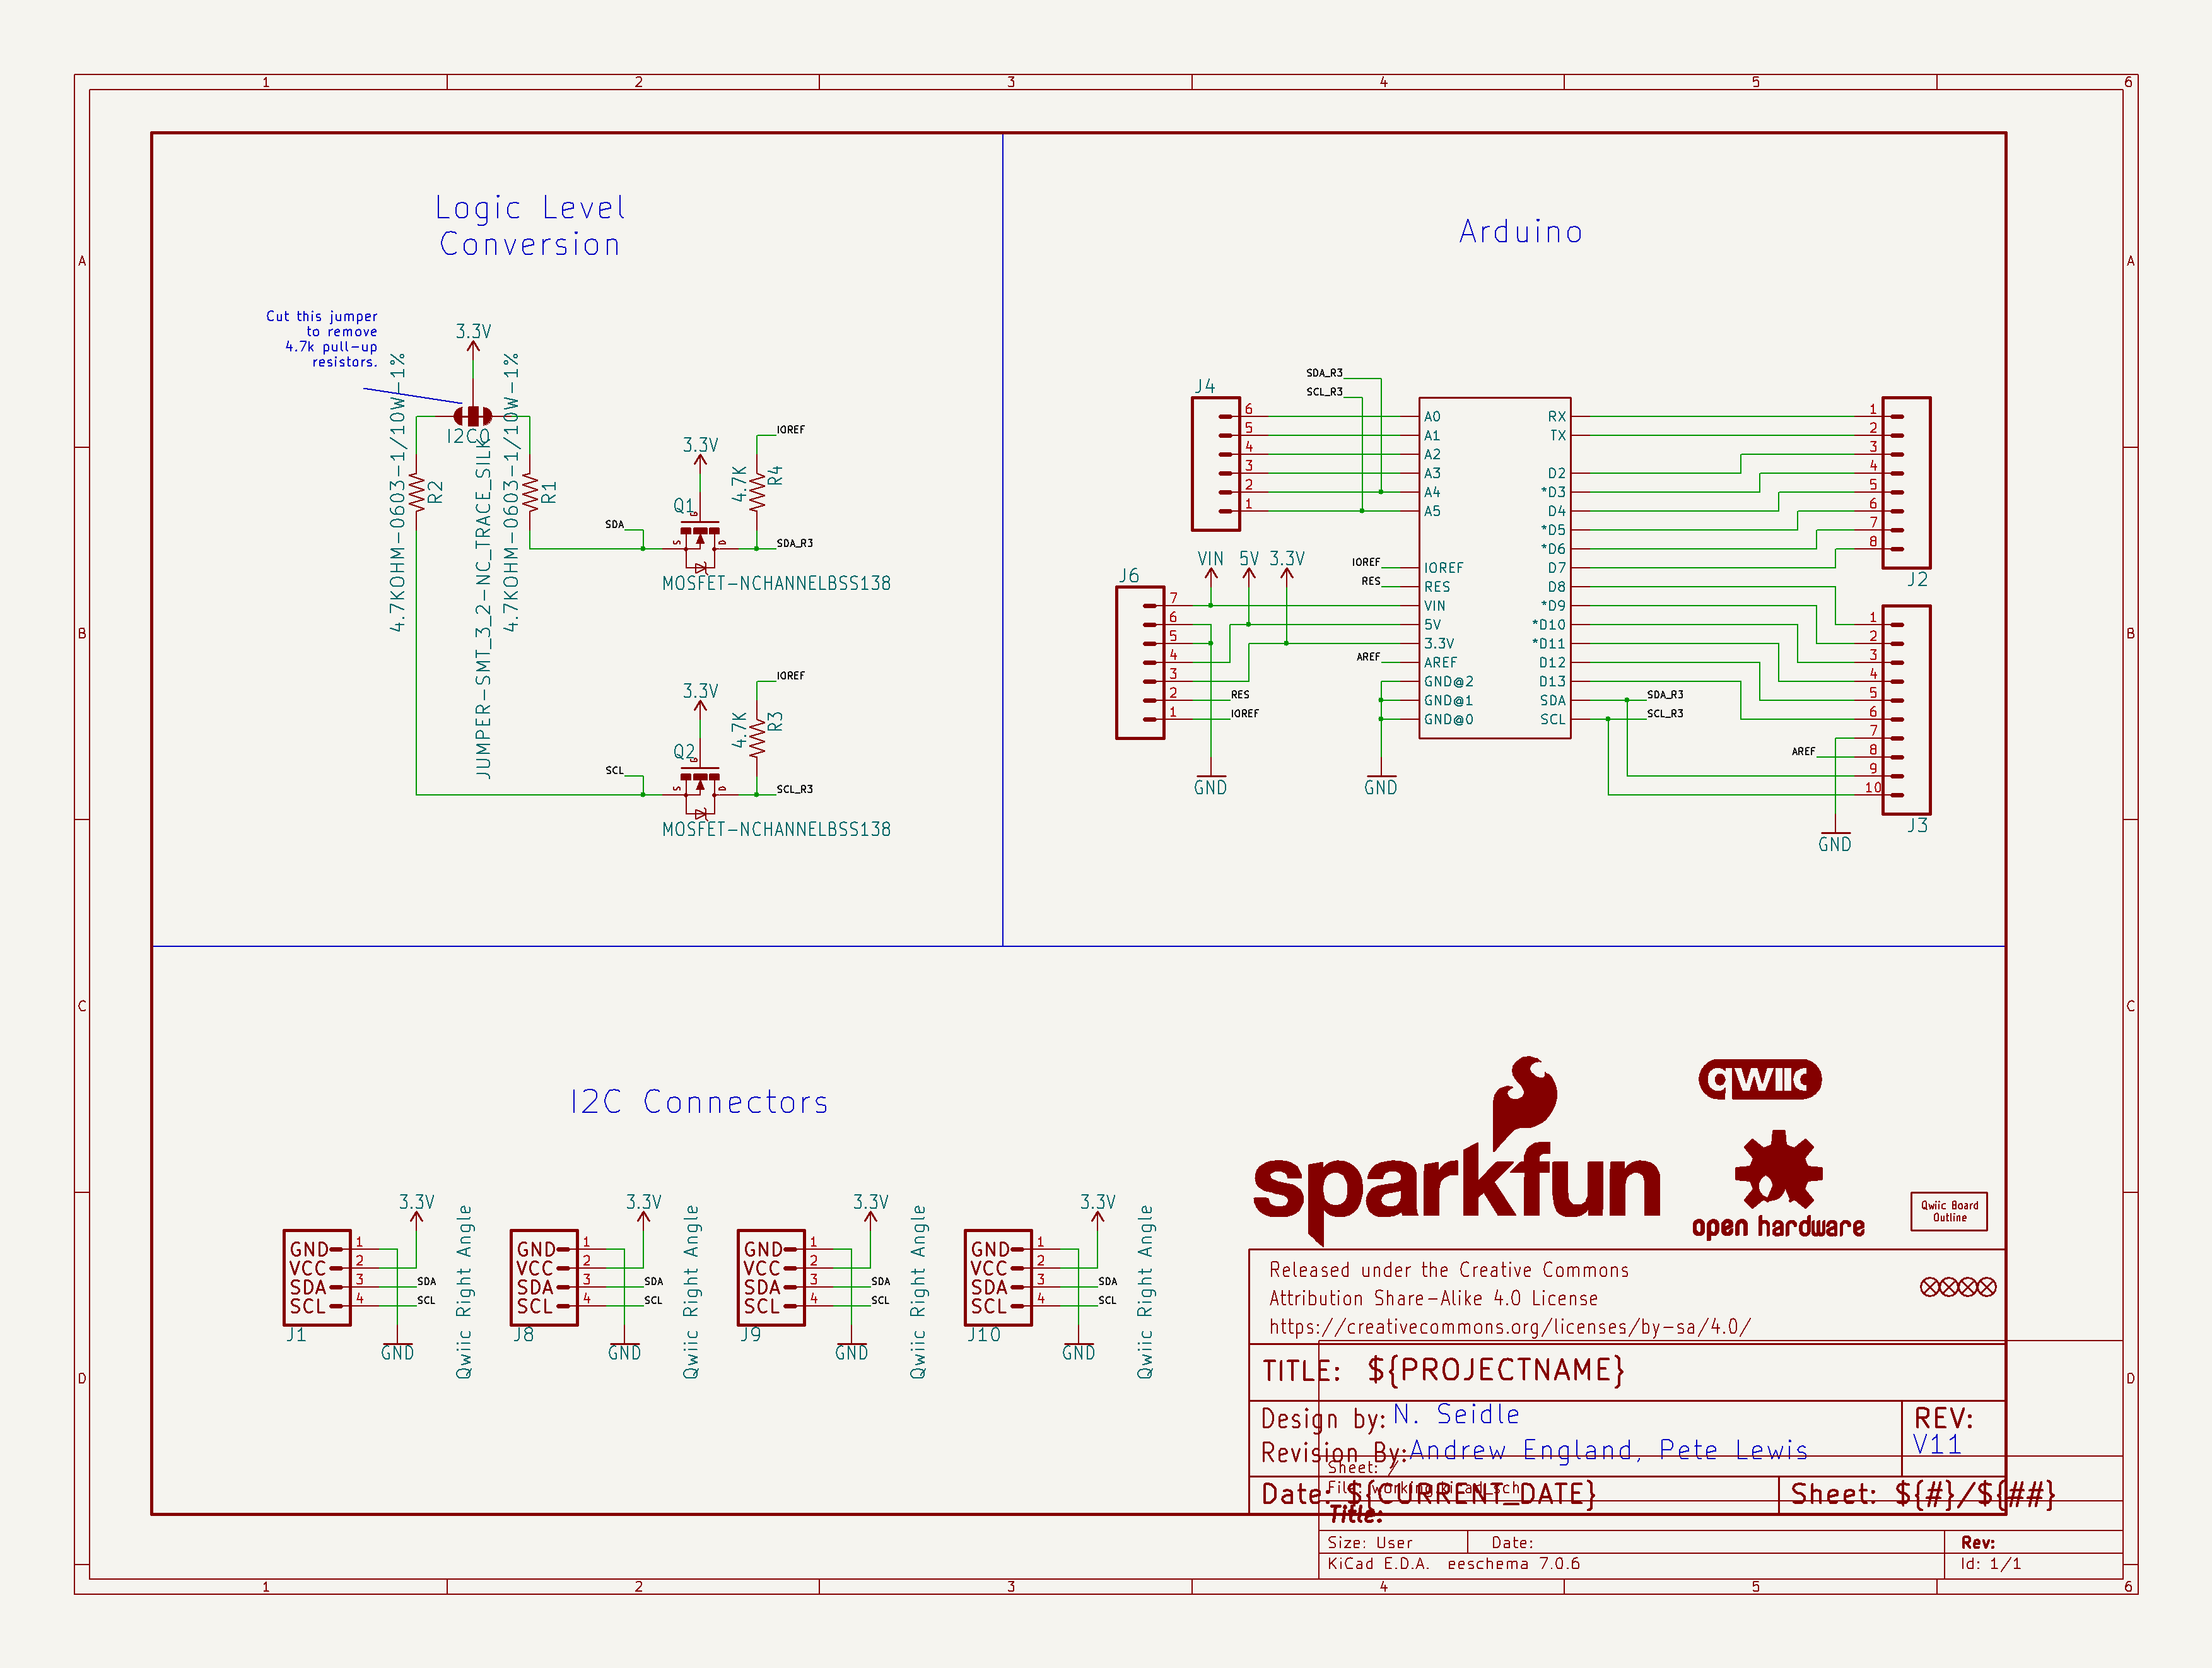 1 2 3 4 5 6
A A
B B
C C
D D
Logic Level
Conversion
Cut this jumper
to remove
4.7k pull-up
resistors.
3.3V
I2C0
JUMPER-SMT_3_2-NC_TRACE_SILK
4.7KOHM-0603-1/10W-1%
R2
4.7KOHM-0603-1/10W-1%
R1
SDA
3.3V
Q1
G
S
D
4.7K
R4
IOREF
SDA_R3
MOSFET-NCHANNELBSS138
SCL
3.3V
Q2
G
S
D
4.7K
R3
IOREF
SCL_R3
MOSFET-NCHANNELBSS138
Arduino
SDA_R3
SCL_R3
J4
6
5
4
3
2
1
VIN 5V 3.3V
J6
7
6
5
4
3
2
1
RES
IOREF
GND
IOREF
RES
AREF
GND
A0
A1
A2
A3
A4
A5
IOREF
RES
VIN
5V
3.3V
AREF
GND@2
GND@1
GND@0
RX
TX
D2
*D3
D4
*D5
*D6
D7
D8
*D9
*D10
*D11
D12
D13
SDA
SCL
SDA_R3
SCL_R3
1
2
3
4
5
6
7
8
J2
1
2
3
4
5
6
7
8
9
10
J3
AREF
GND
I2C Connectors
3.3V
GND 1
VCC 2
SDA 3 SDA
SCL 4 SCL
J1
GND
Qwiic Right Angle
3.3V
GND 1
VCC 2
SDA 3 SDA
SCL 4 SCL
J8
GND
Qwiic Right Angle
3.3V
GND 1
VCC 2
SDA 3 SDA
SCL 4 SCL
J9
GND
Qwiic Right Angle
3.3V
GND 1
VCC 2
SDA 3 SDA
SCL 4 SCL
J10
GND
Qwiic Right Angle
sparkfun
qwiic
open hardware
Qwiic Board
Outline
Released under the Creative Commons
Attribution Share-Alike 4.0 License
https://creativecommons.org/licenses/by-sa/4.0/
TITLE: ${PROJECTNAME}
Design by: N. Seidle
REV:
V11
Revision By: Andrew England, Pete Lewis
Sheet: /
File: working.kicad_sch
Date: ${CURRENT_DATE}
Sheet: ${#}/${##}
Title:
Size: User Date: Rev:
KiCad E.D.A. eeschema 7.0.6 Id: 1/1
1 2 3 4 5 6